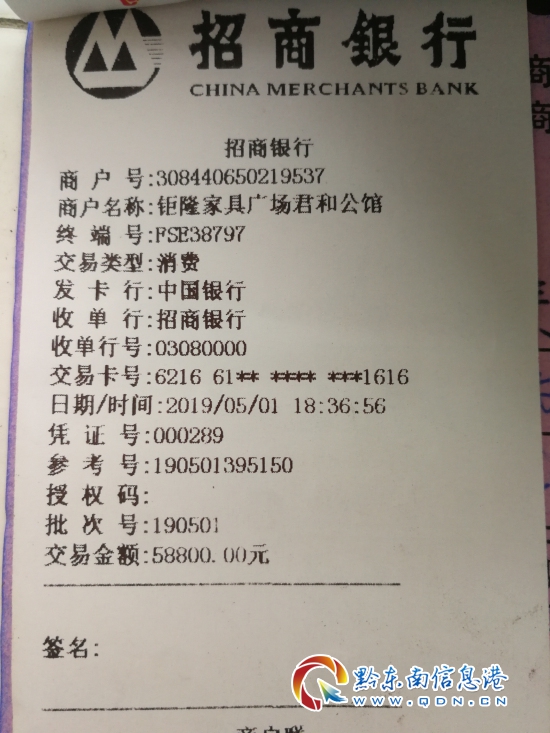 招商银行
CHINA MERCHANTS BANK
招商银行
商户号:308440650219537
商户名称:钜隆家具广场君和公馆
终端号:FSE38797
交易类型:消费
发卡行:中国银行
收单行:招商银行
收单行号:03080000
交易卡号:6216 61** **** ***1616
日期/时间:2019/05/01 18:36:56
凭证号:000289
参考号:190501395150
授权码:
批次号:190501
交易金额:58800.00元
签名:
黔东南信息港
WWW.QDN.CN
商户联
商
商